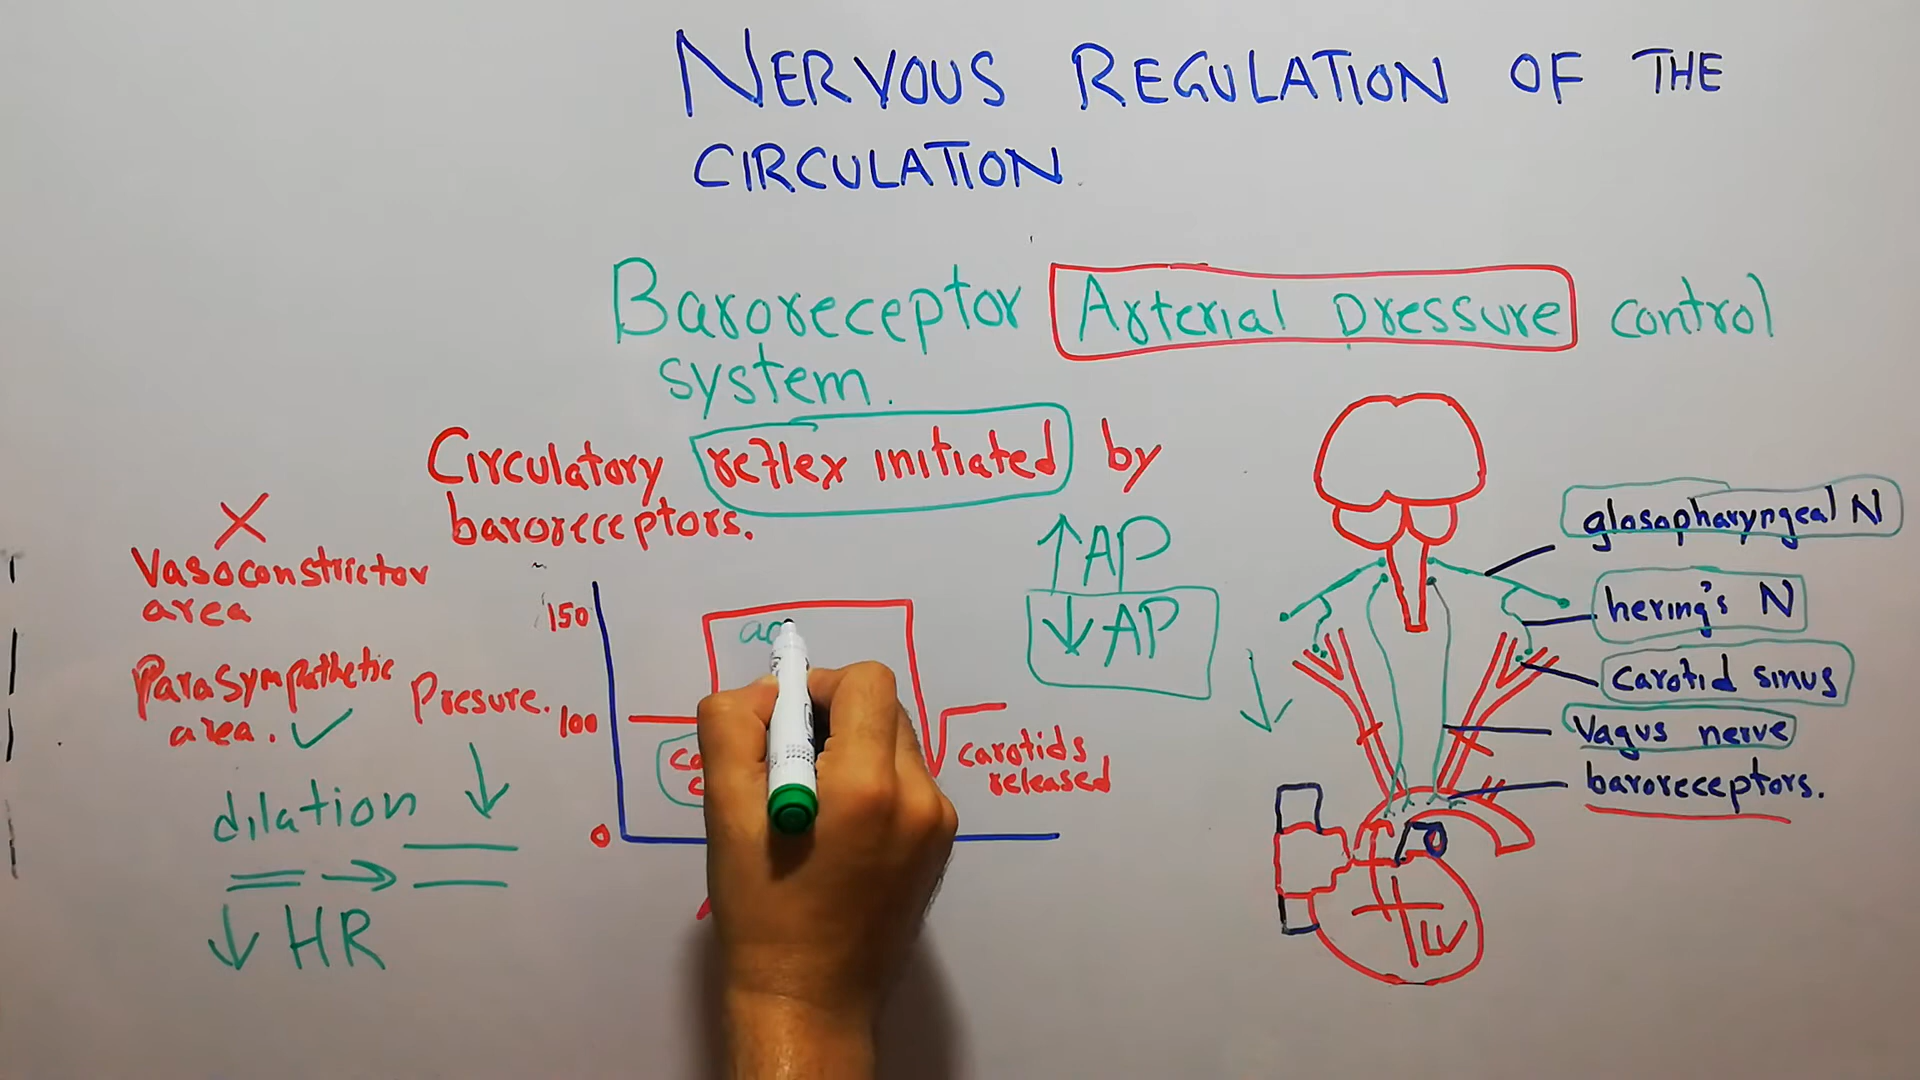 NERVOUS REGULATION OF THE
CIRCULATION
Baroreceptor Arterial Pressure control
system.
Circulatory reflex initiated by
baroreceptors.
Vasoconstrictor
area
Parasympathetic
area.
Presure.
dilation
↓ HR
↑ AP
↓ AP
150
100
0
carotids
released
glosopharyngeal N
hering's N
Carotid sinus
Vagus nerve
baroreceptors.
LV